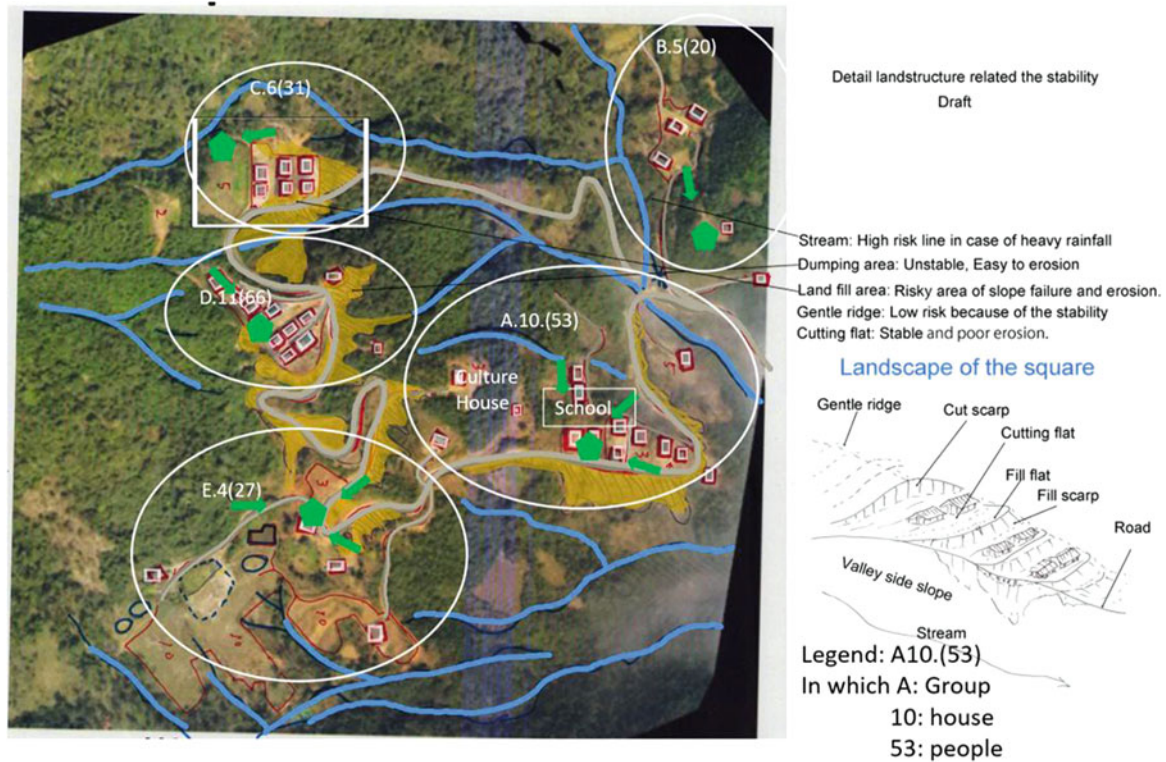 B.5(20)
C.6(31)
D.11(66)
A.10.(53)
Culture
House
School
E.4(27)
Detail landstructure related the stability
Draft
Stream: High risk line in case of heavy rainfall
Dumping area: Unstable, Easy to erosion
Land fill area: Risky area of slope failure and erosion.
Gentle ridge: Low risk because of the stability
Cutting flat: Stable and poor erosion.
Landscape of the square
Gentle ridge
Cut scarp
Cutting flat
Fill flat
Fill scarp
Road
Valley side slope
Stream
Legend: A10.(53)
In which A: Group
10: house
53: people